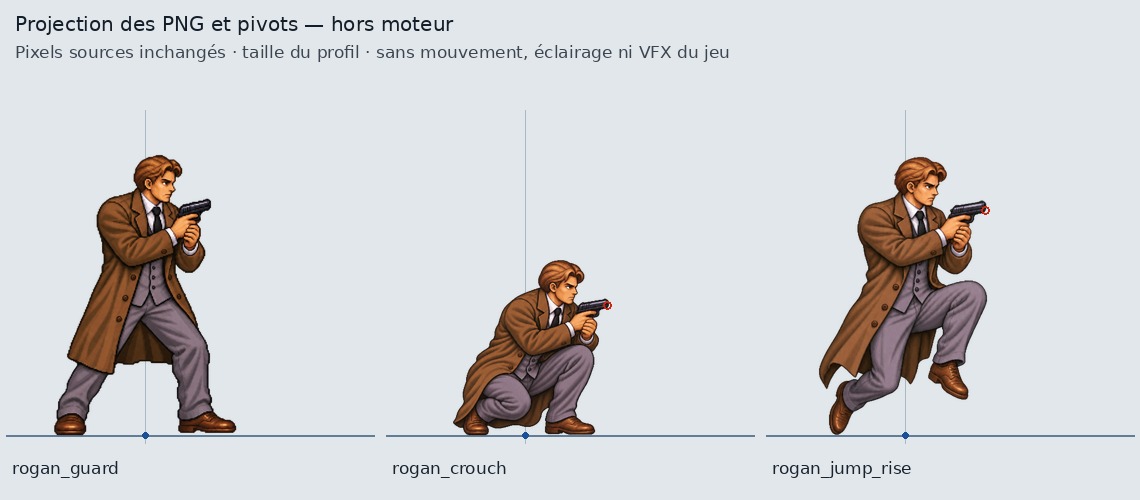 Projection des PNG et pivots — hors moteur
Pixels sources inchangés · taille du profil · sans mouvement, éclairage ni VFX du jeu
rogan_guard
rogan_crouch
rogan_jump_rise